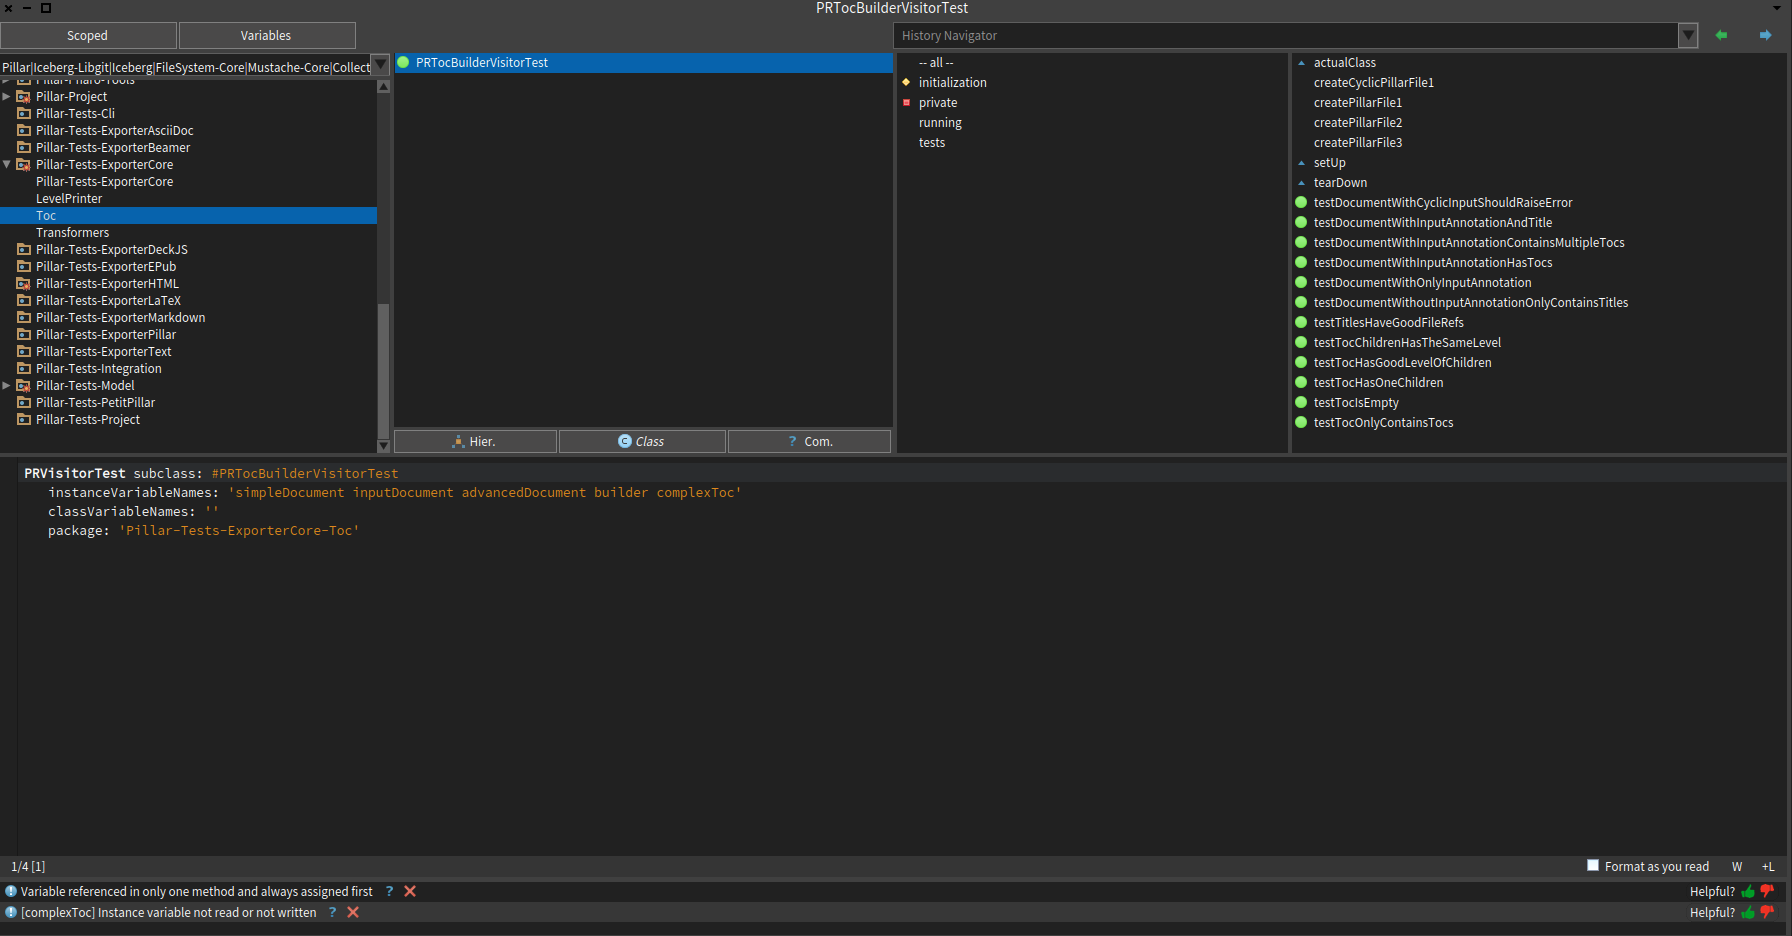 PRTocBuilderVisitorTest
Scoped
Variables
History Navigator
Pillar|Iceberg-Libgit|Iceberg|FileSystem-Core|Mustache-Core|Collect
Pillar-Pharo-Tools
Pillar-Project
Pillar-Tests-Cli
Pillar-Tests-ExporterAsciiDoc
Pillar-Tests-ExporterBeamer
Pillar-Tests-ExporterCore
Pillar-Tests-ExporterCore
LevelPrinter
Toc
Transformers
Pillar-Tests-ExporterDeckJS
Pillar-Tests-ExporterEPub
Pillar-Tests-ExporterHTML
Pillar-Tests-ExporterLaTeX
Pillar-Tests-ExporterMarkdown
Pillar-Tests-ExporterPillar
Pillar-Tests-ExporterText
Pillar-Tests-Integration
Pillar-Tests-Model
Pillar-Tests-PetitPillar
Pillar-Tests-Project
PRTocBuilderVisitorTest
Hier.
C Class
? Com.
-- all --
initialization
private
running
tests
actualClass
createCyclicPillarFile1
createPillarFile1
createPillarFile2
createPillarFile3
setUp
tearDown
testDocumentWithCyclicInputShouldRaiseError
testDocumentWithInputAnnotationAndTitle
testDocumentWithInputAnnotationContainsMultipleTocs
testDocumentWithInputAnnotationHasTocs
testDocumentWithOnlyInputAnnotation
testDocumentWithoutInputAnnotationOnlyContainsTitles
testTitlesHaveGoodFileRefs
testTocChildrenHasTheSameLevel
testTocHasGoodLevelOfChildren
testTocHasOneChildren
testTocIsEmpty
testTocOnlyContainsTocs
PRVisitorTest subclass: #PRTocBuilderVisitorTest
instanceVariableNames: 'simpleDocument inputDocument advancedDocument builder complexToc'
classVariableNames: ''
package: 'Pillar-Tests-ExporterCore-Toc'
1/4 [1]
Format as you read
W
+L
Variable referenced in only one method and always assigned first ?
Helpful?
[complexToc] Instance variable not read or not written ?
Helpful?